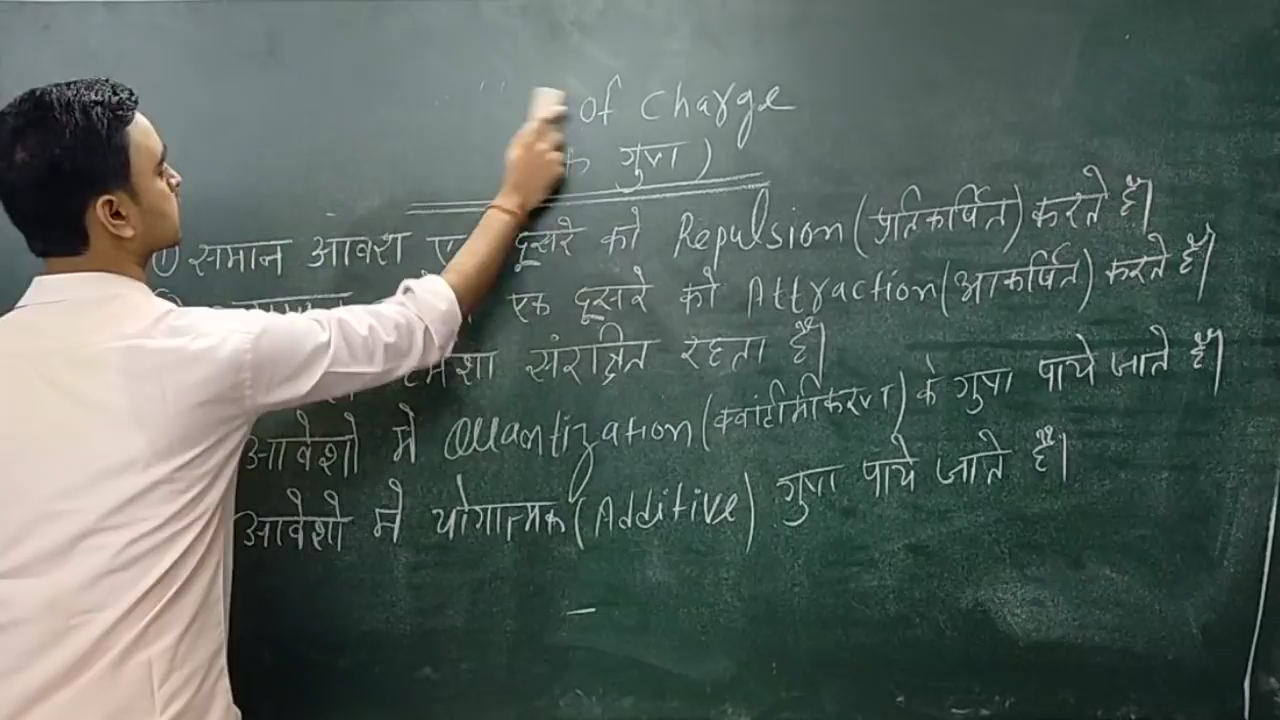 of Charge
गुण)
① समान आवेश ए दूसरे को Repulsion (प्रतिकर्षित) करते हैं।
एक दूसरे को Attraction (आकर्षित) करते हैं।
हमेशा संरक्षित रहता है।
आवेशो में Quantization (क्वांटीमीकरण) के गुण पाये जाते हैं।
आवेशो में योगात्मक (Additive) गुण पाये जाते हैं।